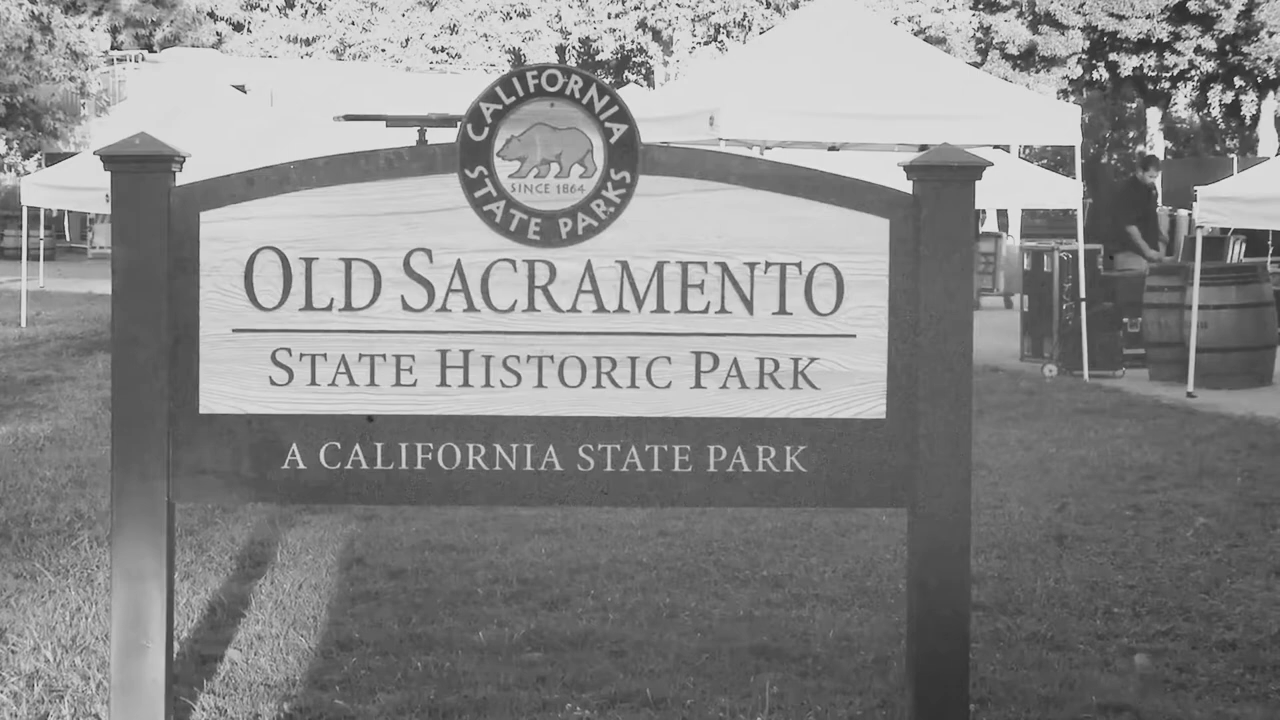 CALIFORNIA
SINCE 1864
STATE PARKS
OLD SACRAMENTO
STATE HISTORIC PARK
A CALIFORNIA STATE PARK